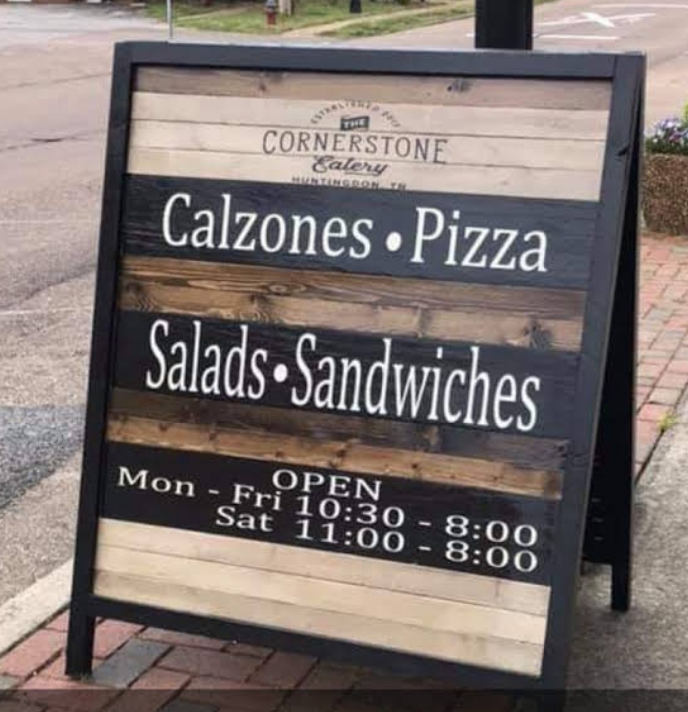 ESTABLISHED
THE
CORNERSTONE
Eatery
HUNTINGDON, TN
Calzones • Pizza
Salads • Sandwiches
OPEN
Mon - Fri 10:30 - 8:00
Sat 11:00 - 8:00